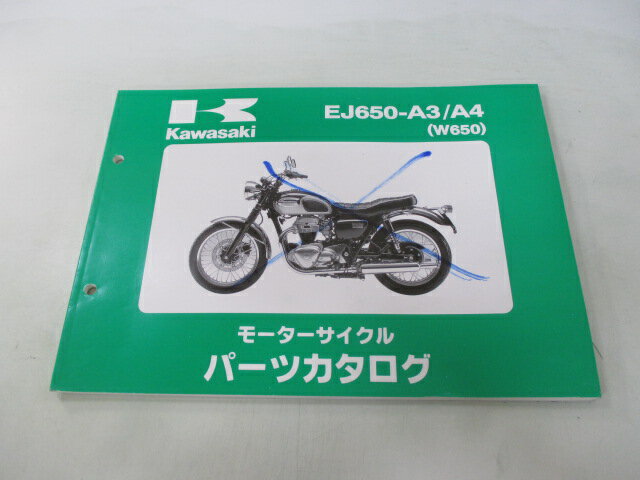 Kawasaki
EJ650-A3/A4
(W650)
モーターサイクル
パーツカタログ